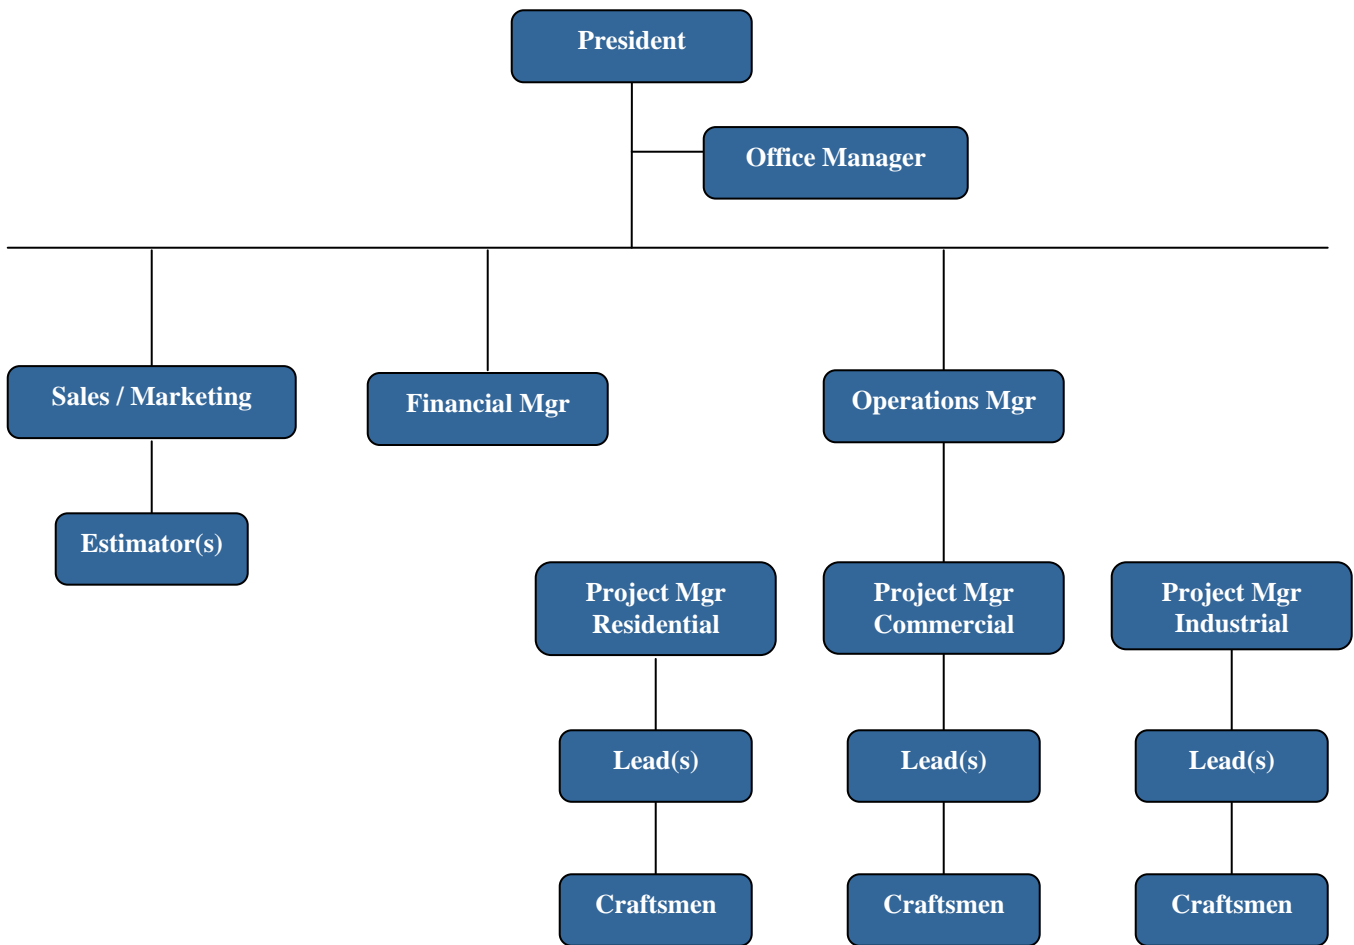 President
Office Manager
Sales / Marketing
Financial Mgr
Operations Mgr
Estimator(s)
Project Mgr
Residential
Project Mgr
Commercial
Project Mgr
Industrial
Lead(s)
Lead(s)
Lead(s)
Craftsmen
Craftsmen
Craftsmen